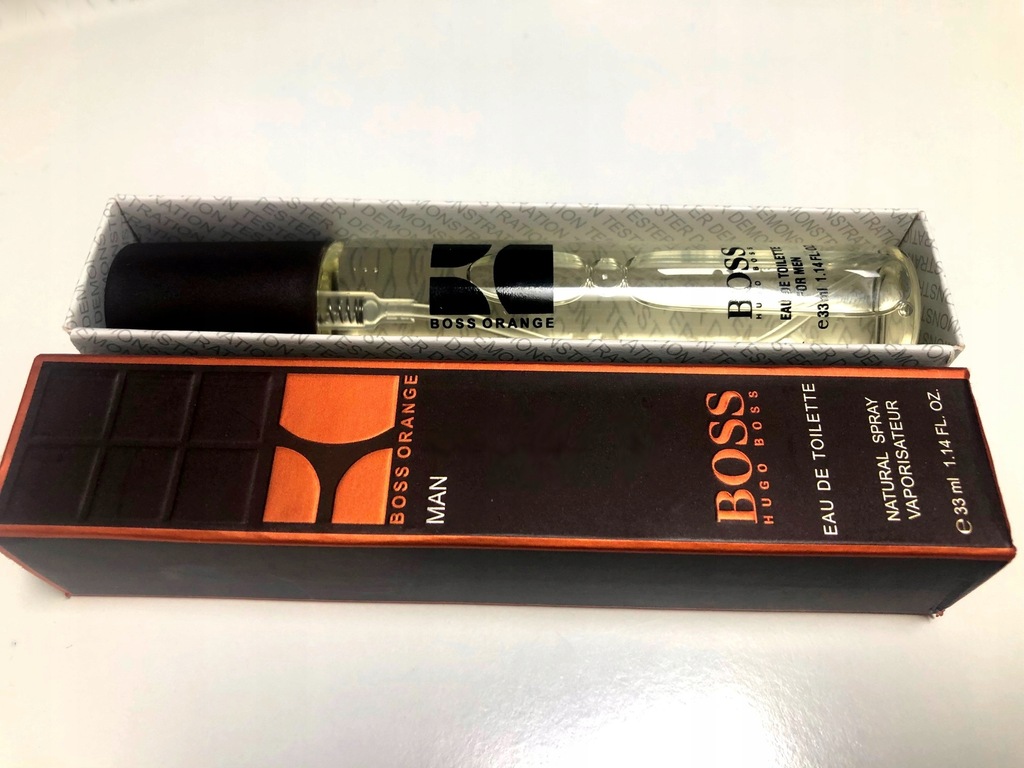 TESTER DEMONSTRATION
BOSS ORANGE
BOSS
HUGO BOSS
EAU DE TOILETTE
FOR MEN
e 33 ml 1.14 FL OZ
BOSS ORANGE
MAN
BOSS
HUGO BOSS
EAU DE TOILETTE
NATURAL SPRAY
VAPORISATEUR
e 33 ml 1.14 FL. OZ.